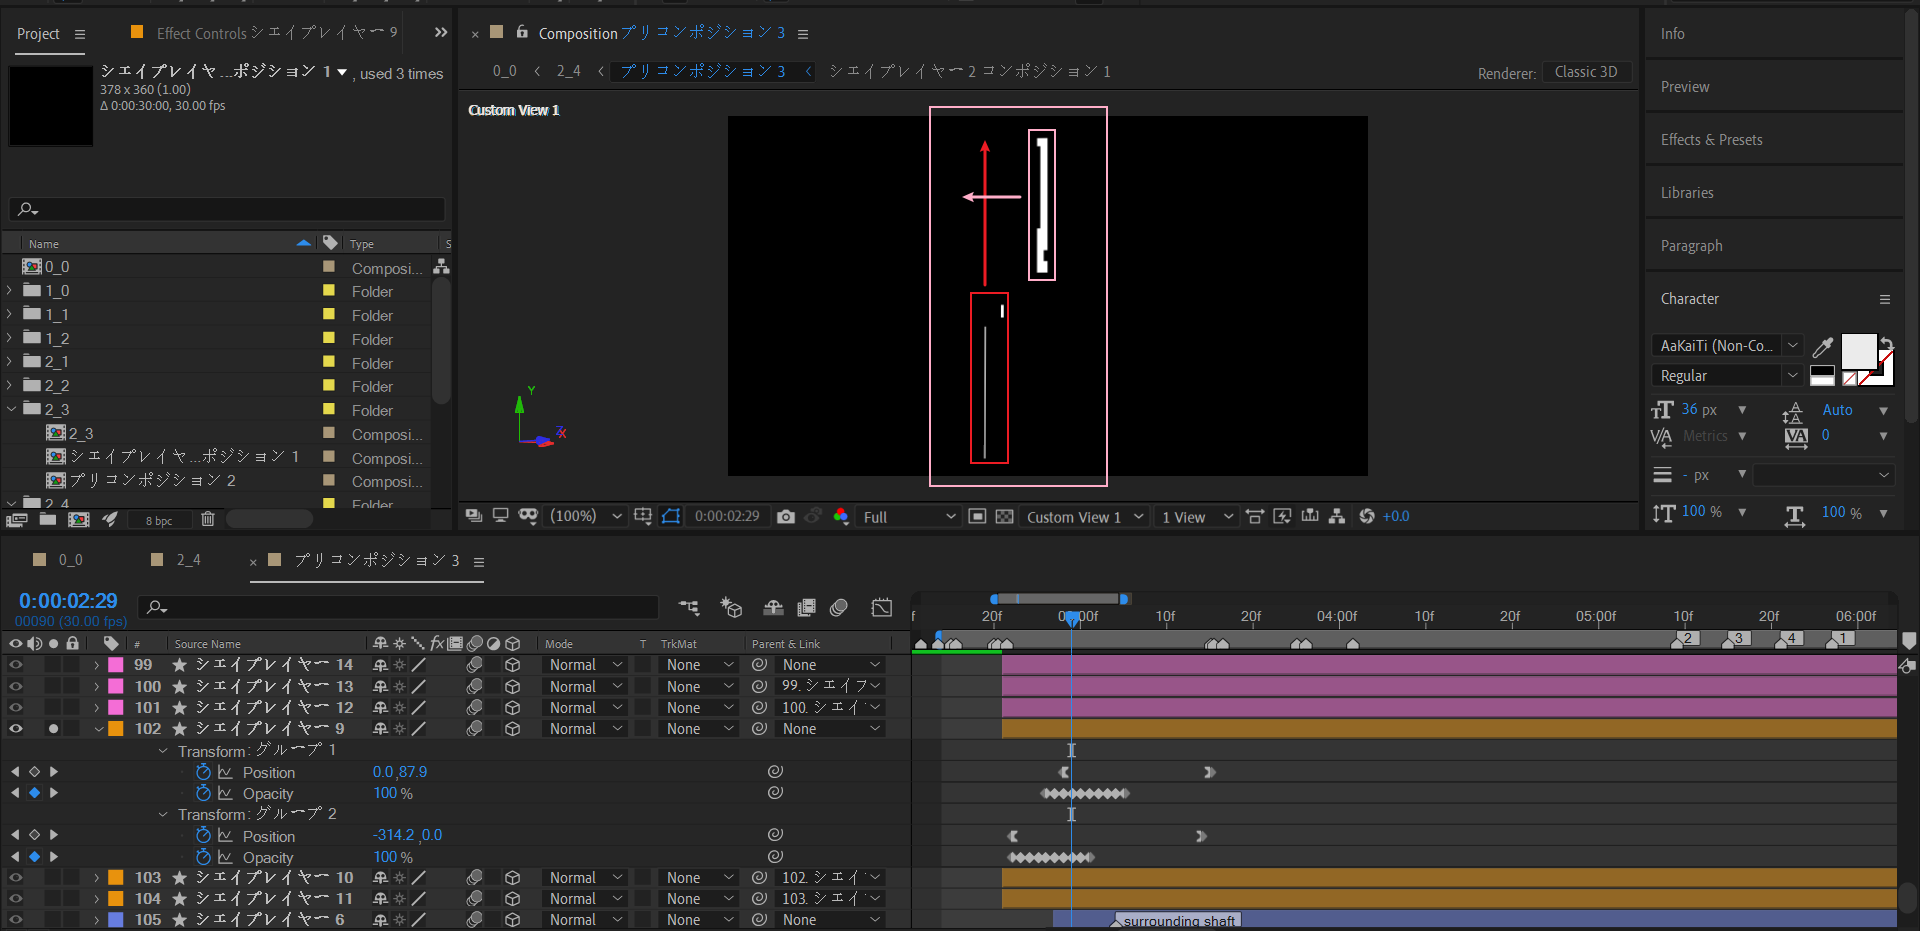 Project
Effect Controls シェイプレイヤー 9
Composition プリコンポジション 3
シェイプレイヤ...ポジション 1 , used 3 times
378 x 360 (1.00)
Δ 0:00:30:00, 30.00 fps
0_0
2_4
プリコンポジション 3
シェイプレイヤー 2 コンポジション 1
Renderer: Classic 3D
Custom View 1
Name
Type
S
0_0 Composi...
1_0 Folder
1_1 Folder
1_2 Folder
2_1 Folder
2_2 Folder
2_3 Folder
2_3 Composi...
シェイプレイヤ...ポジション 1 Composi...
プリコンポジション 2 Composi...
2_4 Folder
8 bpc
Y
Z
X
(100%) 0:00:02:29 Full Custom View 1 1 View +0.0
Info
Preview
Effects & Presets
Libraries
Paragraph
Character
AaKaiTi (Non-Co...
Regular
36 px Auto
Metrics 0
- px
100 % 100 %
0_0 2_4 プリコンポジション 3
0:00:02:29
00090 (30.00 fps)
f 20f 0:00f 10f 20f 04:00f 10f 20f 05:00f 10f 20f 06:00f
2 3 4 1
# Source Name fx Mode T TrkMat Parent & Link
99 シェイプレイヤー 14 Normal None None
100 シェイプレイヤー 13 Normal None 99. シェイプ
101 シェイプレイヤー 12 Normal None 100. シェイ
102 シェイプレイヤー 9 Normal None None
Transform: グループ 1
Position 0.0,87.9
Opacity 100 %
Transform: グループ 2
Position -314.2,0.0
Opacity 100 %
103 シェイプレイヤー 10 Normal None 102. シェイ
104 シェイプレイヤー 11 Normal None 103. シェイ
105 シェイプレイヤー 6 Normal None None
surrounding shaft